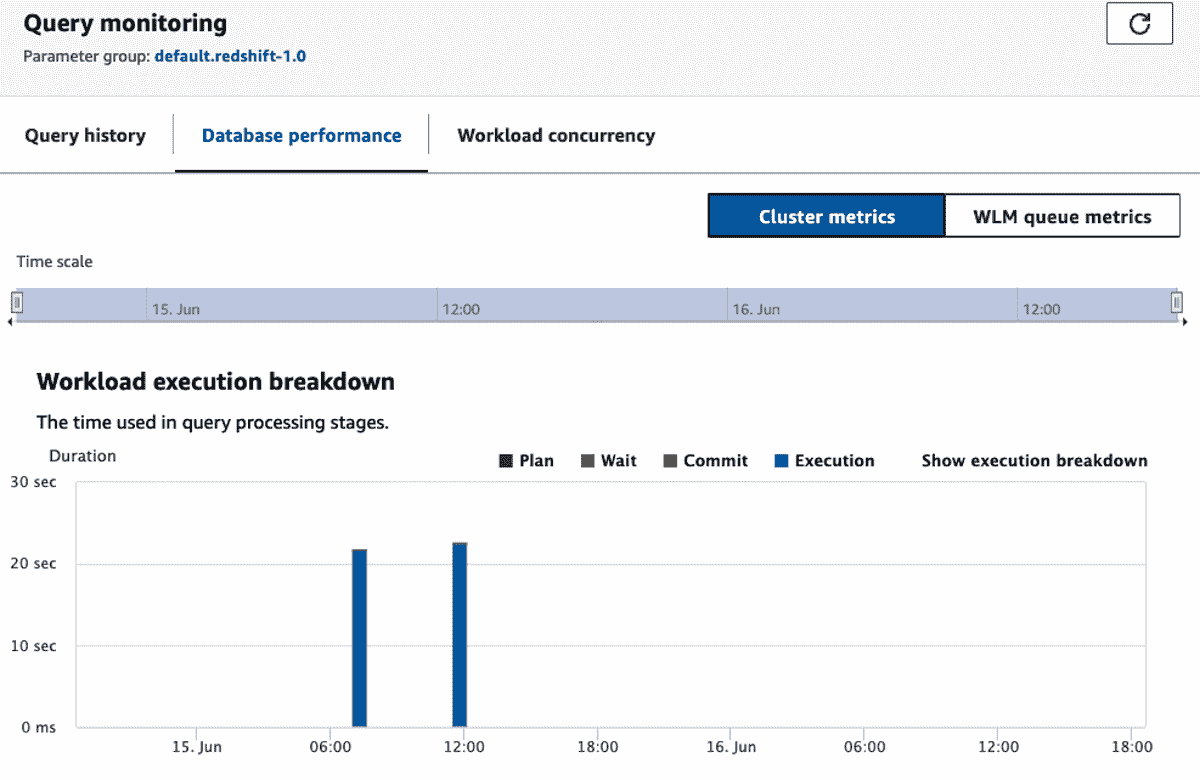 Query monitoring
Parameter group: default.redshift-1.0
Query history
Database performance
Workload concurrency
Cluster metrics
WLM queue metrics
Time scale
15. Jun 12:00 16. Jun 12:00
Workload execution breakdown
The time used in query processing stages.
Duration
Plan Wait Commit Execution Show execution breakdown
30 sec
20 sec
10 sec
0 ms
15. Jun 06:00 12:00 18:00 16. Jun 06:00 12:00 18:00